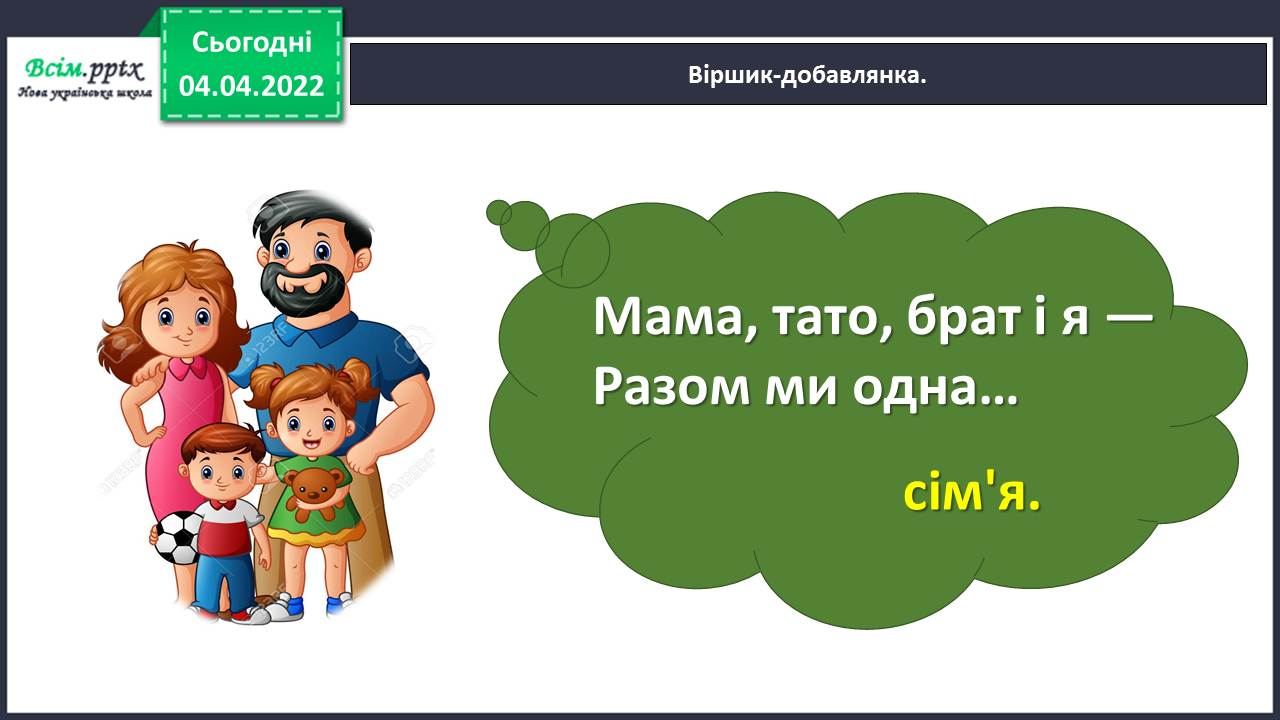 Всім.pptx
Нова українська школа
Сьогодні
04.04.2022
Віршик-добавлянка.
Мама, тато, брат і я —
Разом ми одна...
сім'я.